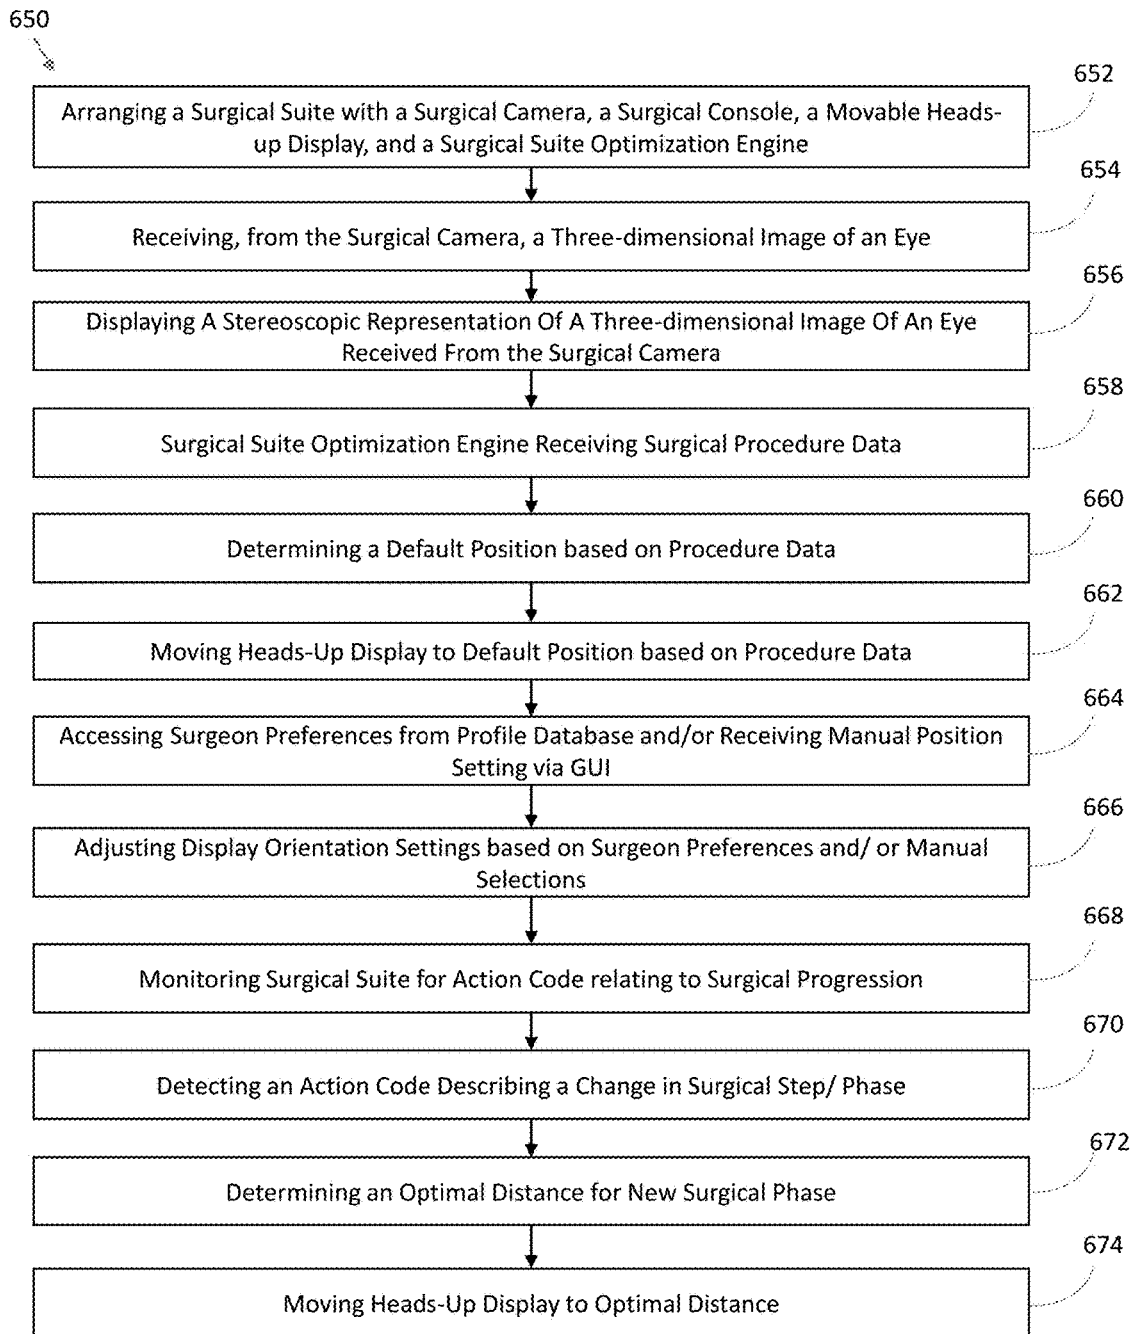 650
652
Arranging a Surgical Suite with a Surgical Camera, a Surgical Console, a Movable Heads-
up Display, and a Surgical Suite Optimization Engine
654
Receiving, from the Surgical Camera, a Three-dimensional Image of an Eye
656
Displaying A Stereoscopic Representation Of A Three-dimensional Image Of An Eye
Received From the Surgical Camera
658
Surgical Suite Optimization Engine Receiving Surgical Procedure Data
660
Determining a Default Position based on Procedure Data
662
Moving Heads-Up Display to Default Position based on Procedure Data
664
Accessing Surgeon Preferences from Profile Database and/or Receiving Manual Position
Setting via GUI
666
Adjusting Display Orientation Settings based on Surgeon Preferences and/ or Manual
Selections
668
Monitoring Surgical Suite for Action Code relating to Surgical Progression
670
Detecting an Action Code Describing a Change in Surgical Step/ Phase
672
Determining an Optimal Distance for New Surgical Phase
674
Moving Heads-Up Display to Optimal Distance